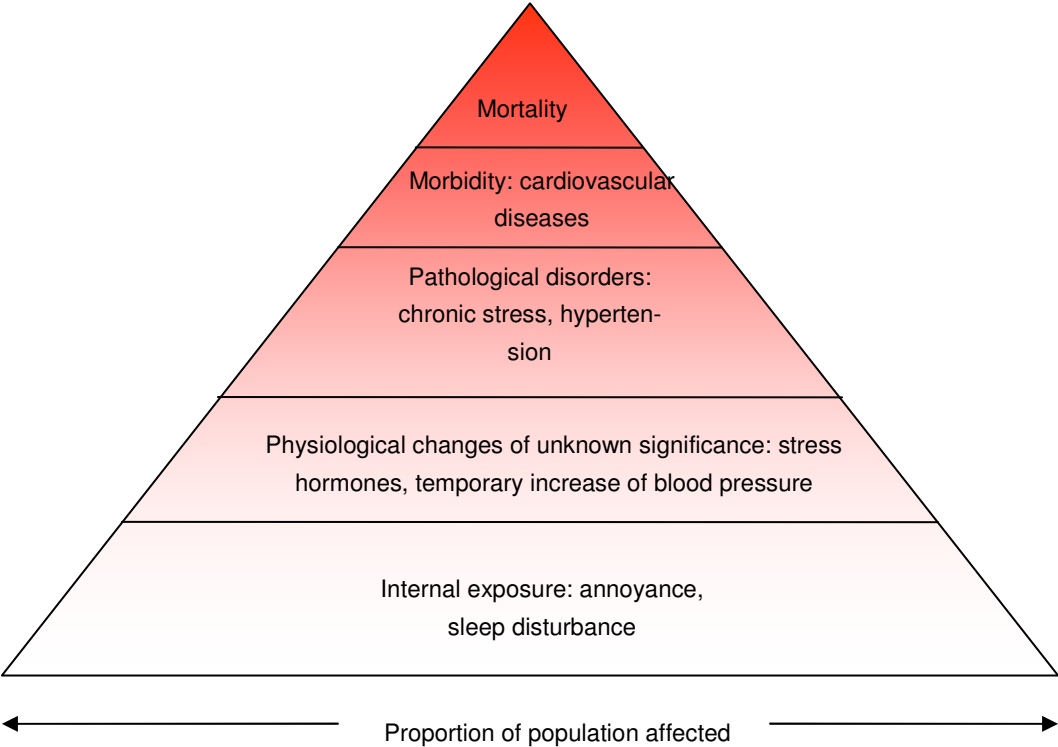 Mortality
Morbidity: cardiovascular
diseases
Pathological disorders:
chronic stress, hyperten-
sion
Physiological changes of unknown significance: stress
hormones, temporary increase of blood pressure
Internal exposure: annoyance,
sleep disturbance
Proportion of population affected